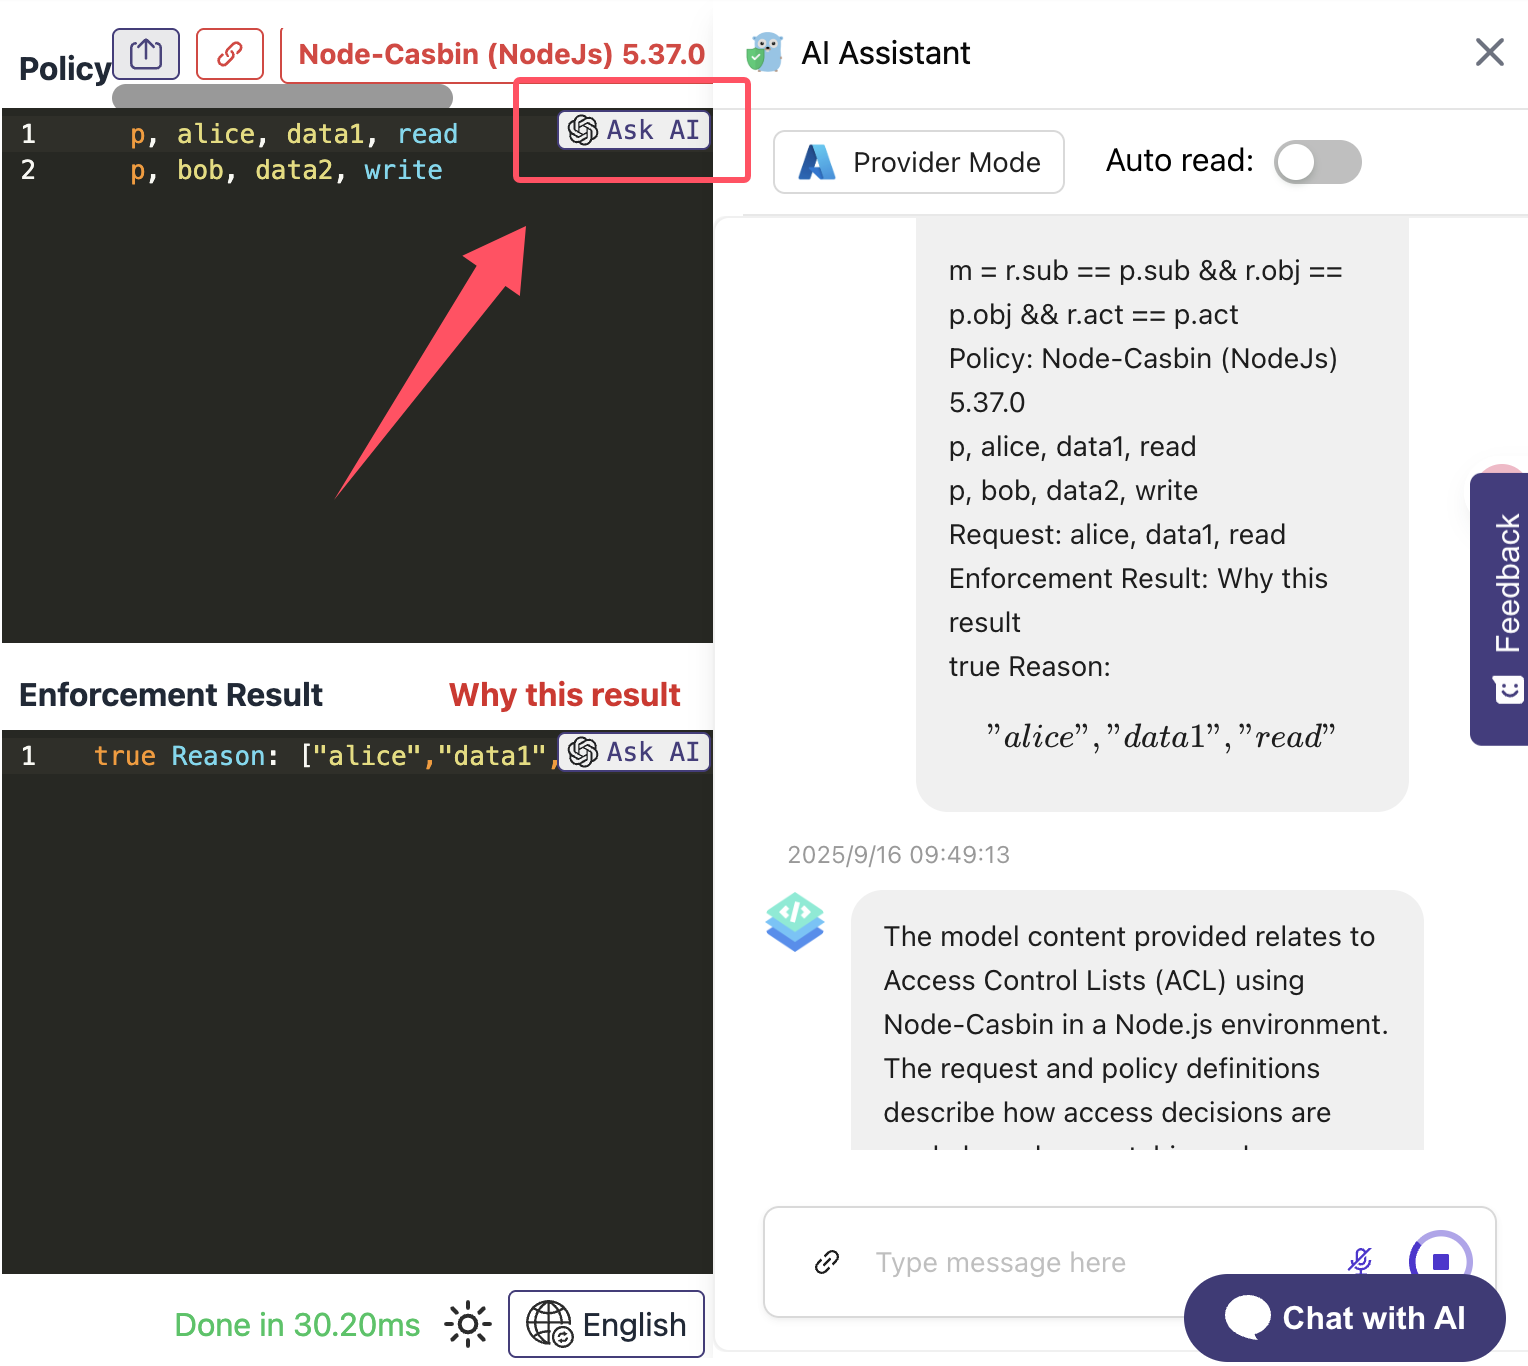 Policy
Node-Casbin (NodeJs) 5.37.0
1 p, alice, data1, read
Ask AI
2 p, bob, data2, write
Enforcement Result
Why this result
1 true Reason: ["alice","data1",
Ask AI
Done in 30.20ms
English
AI Assistant
Provider Mode
Auto read:
m = r.sub == p.sub && r.obj ==
p.obj && r.act == p.act
Policy: Node-Casbin (NodeJs)
5.37.0
p, alice, data1, read
p, bob, data2, write
Request: alice, data1, read
Enforcement Result: Why this
result
true Reason:
”alice”, ”data1”, ”read”
2025/9/16 09:49:13
The model content provided relates to
Access Control Lists (ACL) using
Node-Casbin in a Node.js environment.
The request and policy definitions
describe how access decisions are
Type message here
Chat with AI
Feedback